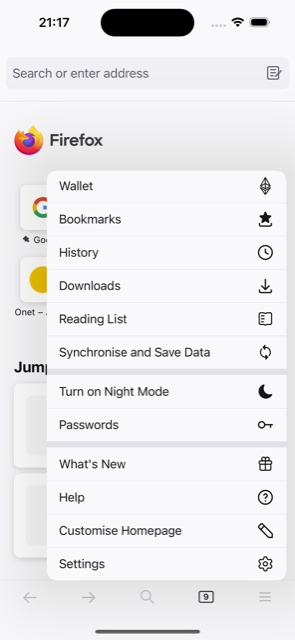 21:17
Search or enter address
Firefox
Wallet
Bookmarks
History
Downloads
Reading List
Synchronise and Save Data
Turn on Night Mode
Passwords
What's New
Help
Customise Homepage
Settings
Goo
Onet –
Jump
9